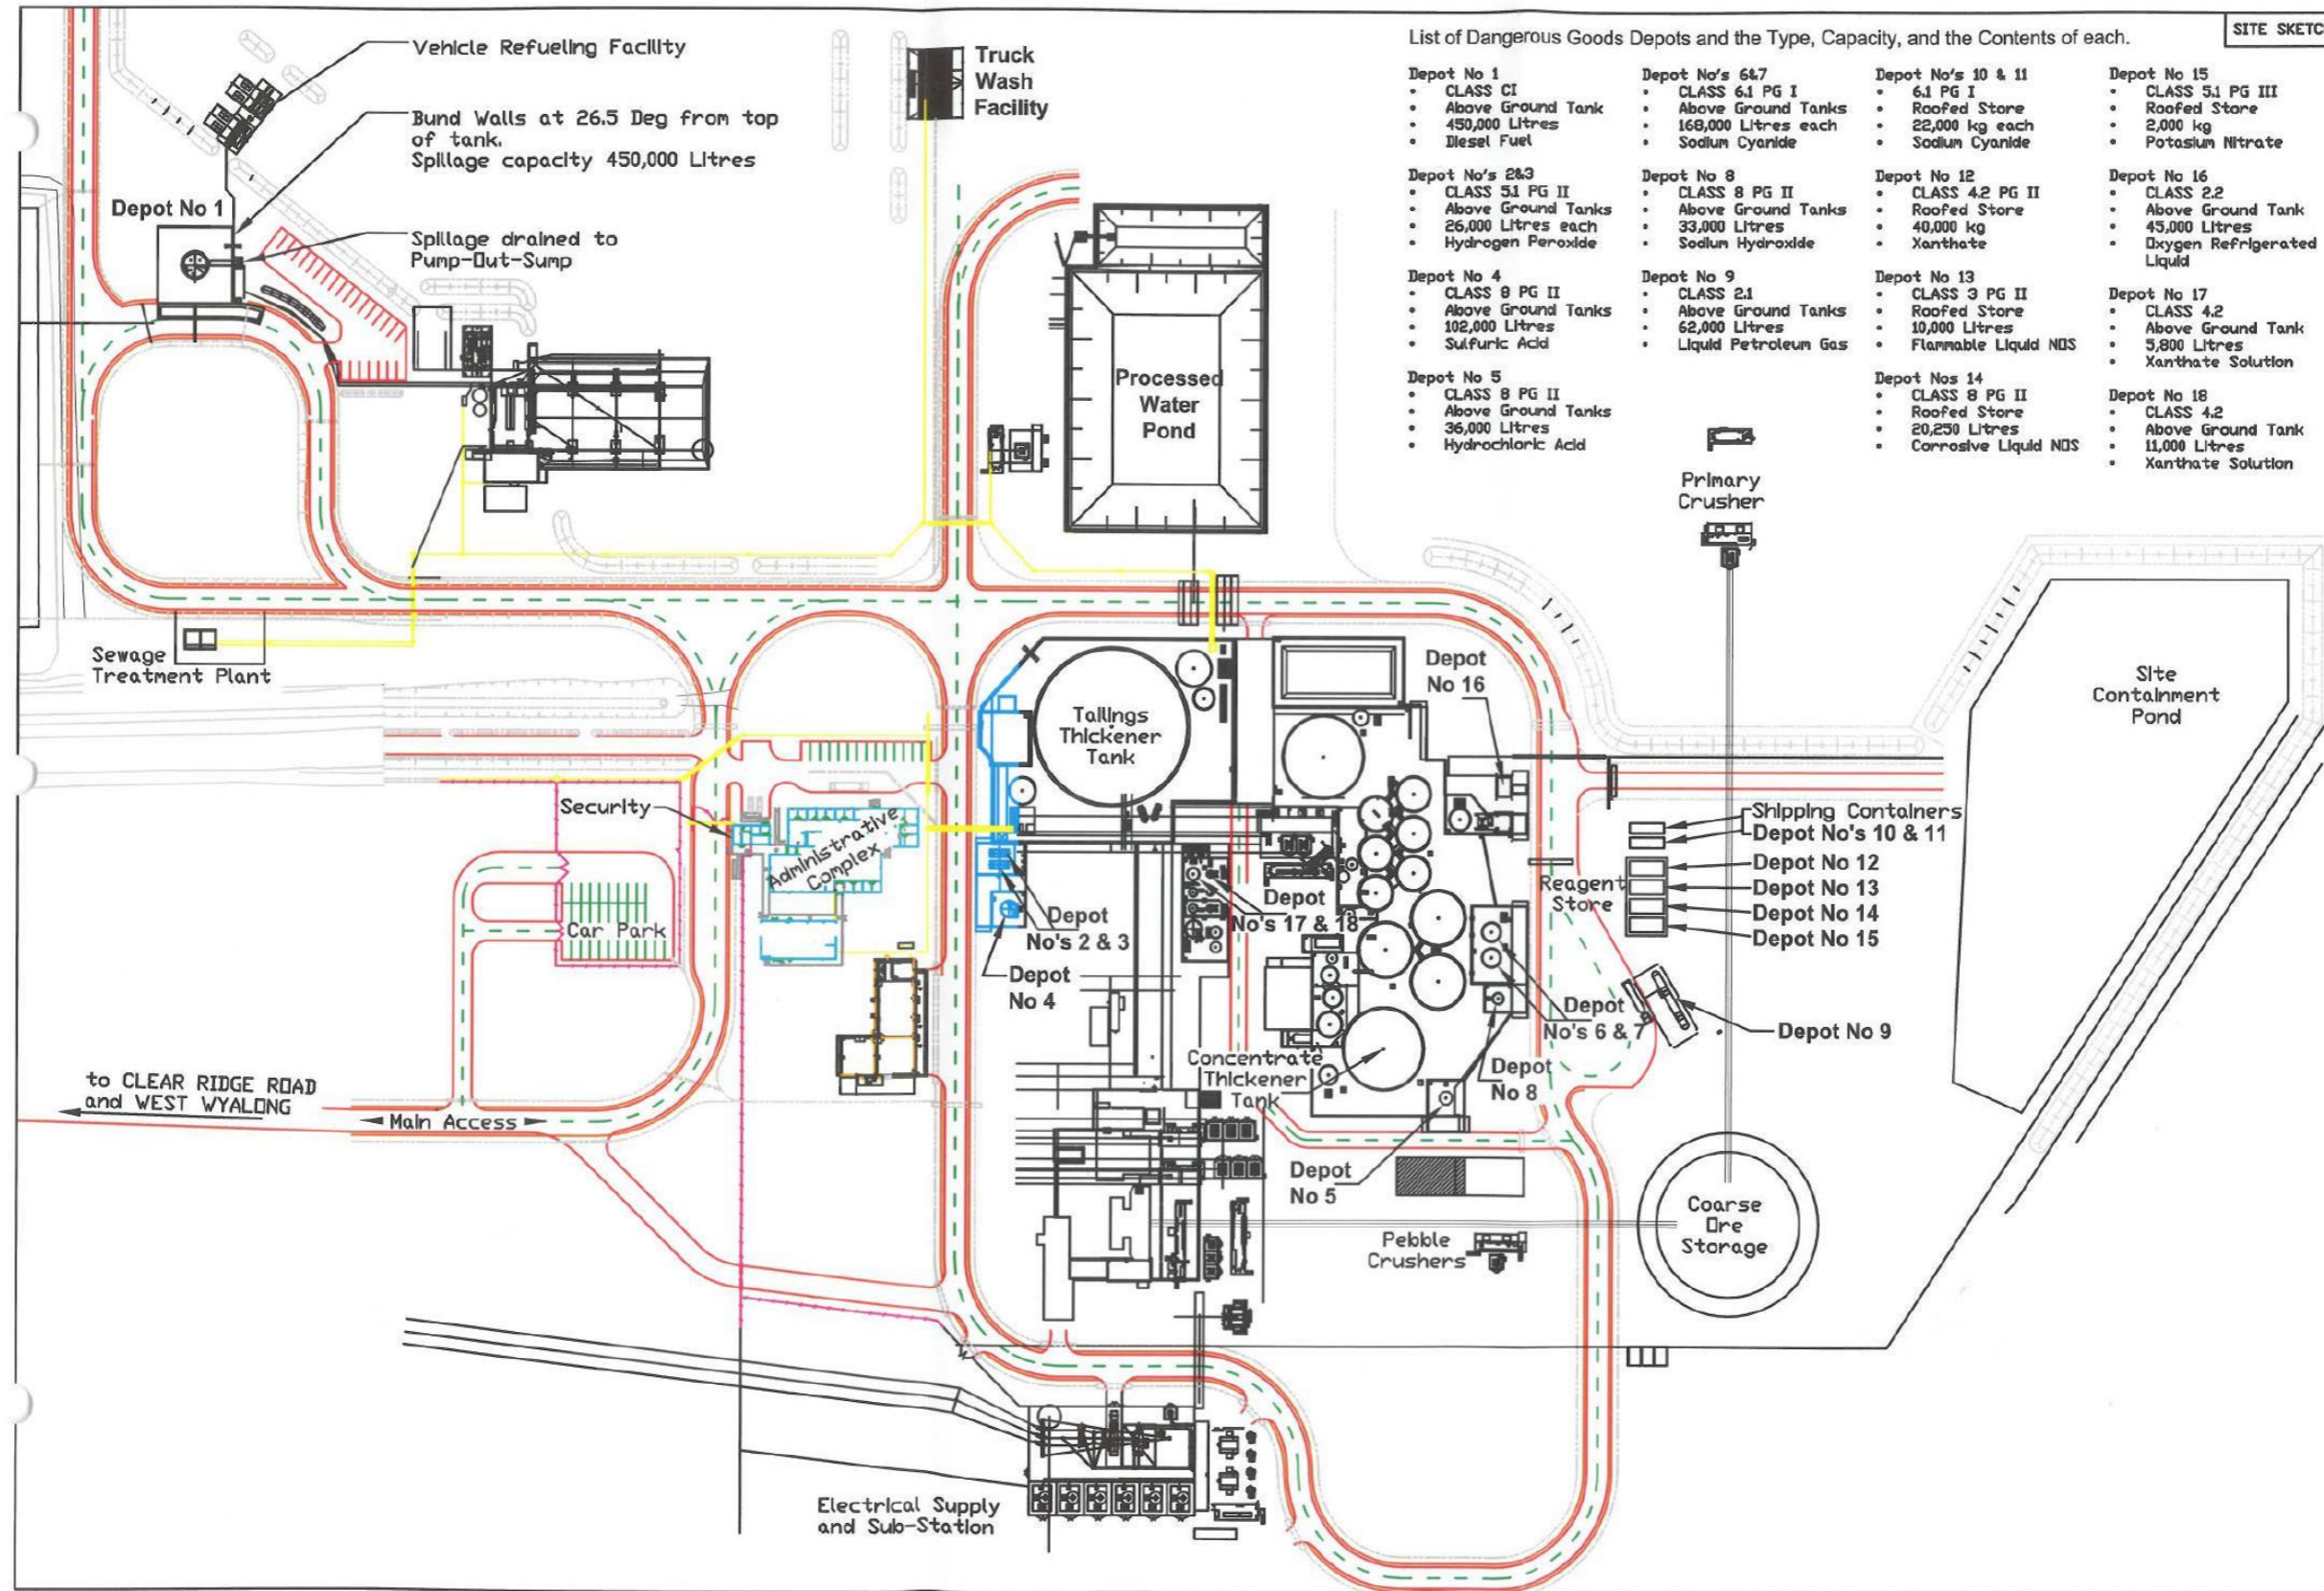 SITE SKETC
List of Dangerous Goods Depots and the Type, Capacity, and the Contents of each.
Depot No 1
• CLASS CI
• Above Ground Tank
• 450,000 Litres
• Diesel Fuel
Depot No's 2&3
• CLASS 5.1 PG II
• Above Ground Tanks
• 26,000 Litres each
• Hydrogen Peroxide
Depot No 4
• CLASS 8 PG II
• Above Ground Tanks
• 102,000 Litres
• Sulfuric Acid
Depot No 5
• CLASS 8 PG II
• Above Ground Tanks
• 36,000 Litres
• Hydrochloric Acid
Depot No's 6&7
• CLASS 6.1 PG I
• Above Ground Tanks
• 168,000 Litres each
• Sodium Cyanide
Depot No 8
• CLASS 8 PG II
• Above Ground Tanks
• 33,000 Litres
• Sodium Hydroxide
Depot No 9
• CLASS 2.1
• Above Ground Tanks
• 62,000 Litres
• Liquid Petroleum Gas
Depot No's 10 & 11
• 6.1 PG I
• Roofed Store
• 22,000 kg each
• Sodium Cyanide
Depot No 12
• CLASS 4.2 PG II
• Roofed Store
• 40,000 kg
• Xanthate
Depot No 13
• CLASS 3 PG II
• Roofed Store
• 10,000 Litres
• Flammable Liquid NOS
Depot Nos 14
• CLASS 8 PG II
• Roofed Store
• 20,250 Litres
• Corrosive Liquid NOS
Depot No 15
• CLASS 5.1 PG III
• Roofed Store
• 2,000 kg
• Potasium Nitrate
Depot No 16
• CLASS 2.2
• Above Ground Tank
• 45,000 Litres
• Oxygen Refrigerated
Liquid
Depot No 17
• CLASS 4.2
• Above Ground Tank
• 5,800 Litres
• Xanthate Solution
Depot No 18
• CLASS 4.2
• Above Ground Tank
• 11,000 Litres
• Xanthate Solution
Vehicle Refueling Facility
Bund Walls at 26.5 Deg from top
of tank.
Spillage capacity 450,000 Litres
Depot No 1
Spillage drained to
Pump-Out-Sump
Truck
Wash
Facility
Processed
Water
Pond
Primary
Crusher
Sewage
Treatment Plant
Tailings
Thickener
Tank
Depot
No 16
Site
Containment
Pond
Security
Administrative
Complex
Car Park
Shipping Containers
Depot No's 10 & 11
Depot No 12
Depot No 13
Depot No 14
Depot No 15
Reagent
Store
Depot
No's 2 & 3
Depot
No's 17 & 18
Depot
No 4
Depot
No's 6 & 7
Depot No 9
Concentrate
Thickener
Tank
Depot
No 8
to CLEAR RIDGE ROAD
and WEST WYALONG
Main Access
Depot
No 5
Pebble
Crushers
Coarse
Ore
Storage
Electrical Supply
and Sub-Station